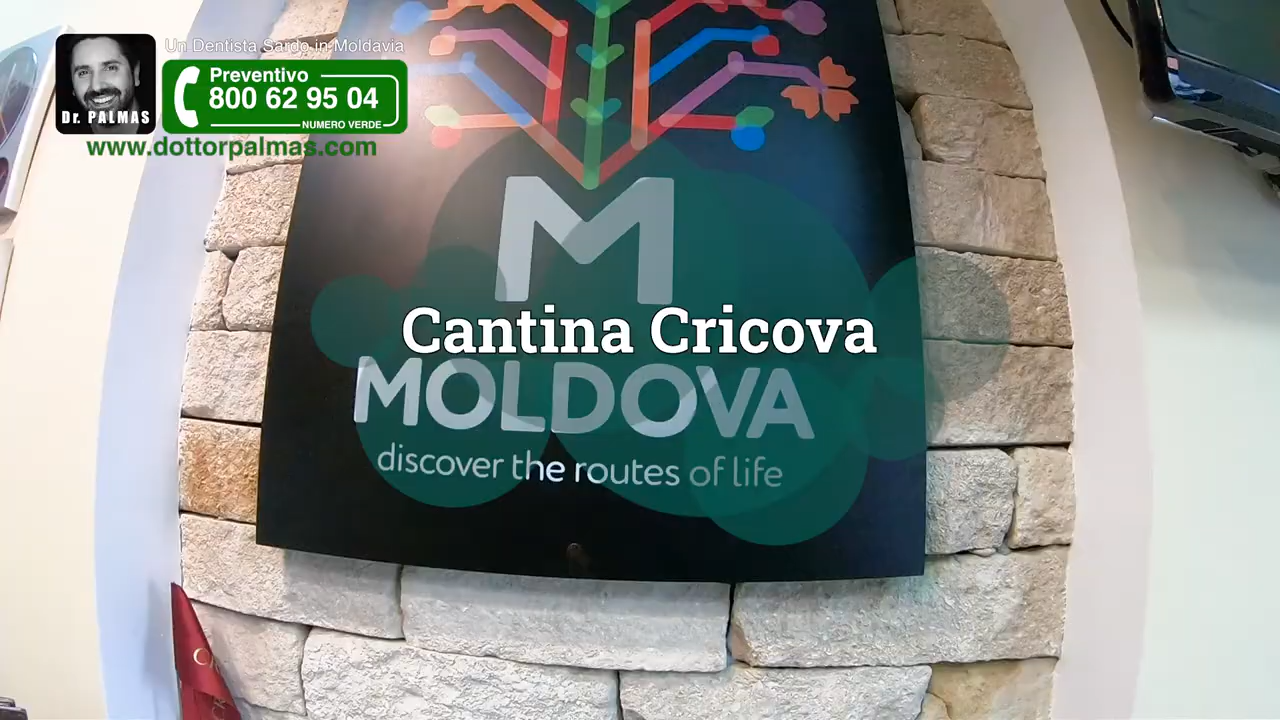 Un Dentista Sardo in Moldavia
Dr. PALMAS
Preventivo
800 62 95 04
NUMERO VERDE
www.dottorpalmas.com
M
Cantina Cricova
MOLDOVA
discover the routes of life